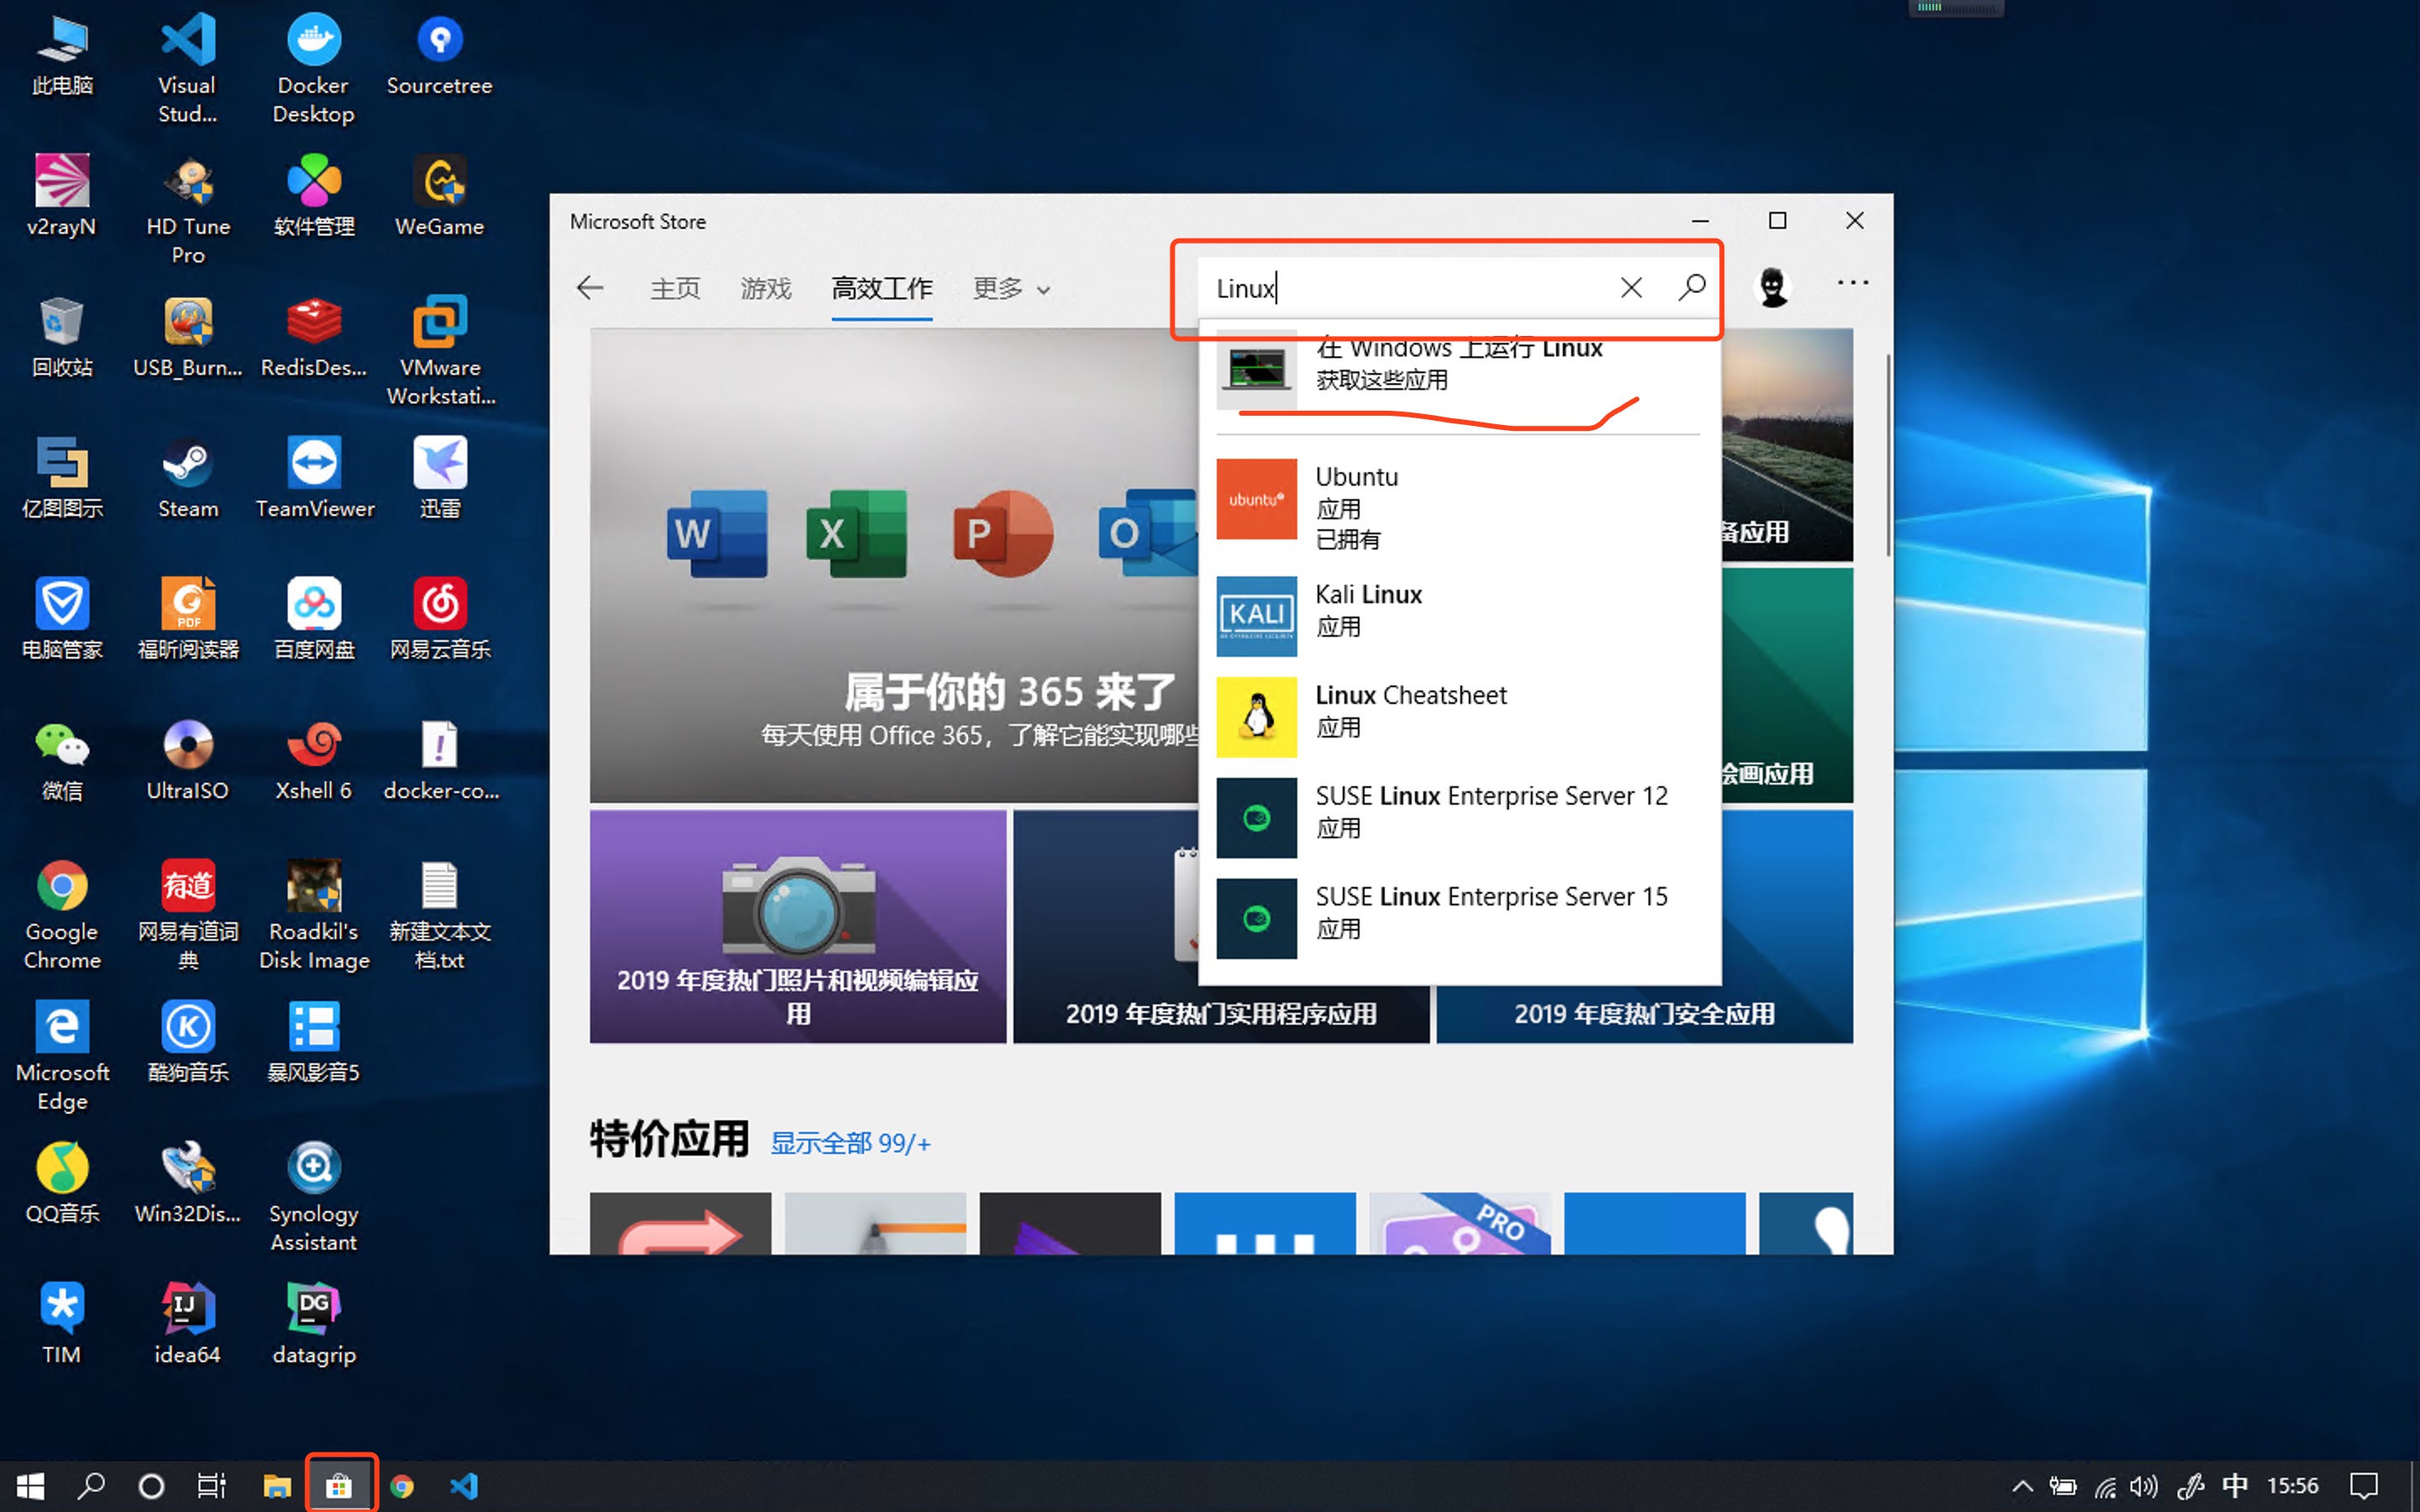 此电脑
Visual
Stud...
Docker
Desktop
Sourcetree
v2rayN
HD Tune
Pro
软件管理
WeGame
回收站
USB_Burn...
RedisDes...
VMware
Workstati...
亿图图示
Steam
TeamViewer
迅雷
电脑管家
PDF
福昕阅读器
百度网盘
网易云音乐
微信
UltraISO
Xshell 6
docker-co...
Google
Chrome
有道
网易有道词
典
Roadkil's
Disk Image
新建文本文
档.txt
Microsoft
Edge
K
酷狗音乐
暴风影音5
QQ音乐
Win32Dis...
Synology
Assistant
TIM
IJ
idea64
DG
datagrip
Microsoft Store
主页
游戏
高效工作
更多
Linux
在 Windows 上运行 Linux
获取这些应用
ubuntu
Ubuntu
应用
已拥有
KALI
Kali Linux
应用
Linux Cheatsheet
应用
SUSE Linux Enterprise Server 12
应用
SUSE Linux Enterprise Server 15
应用
W
X
P
O
属于你的 365 来了
每天使用 Office 365，了解它能实现哪些
备应用
绘画应用
2019 年度热门照片和视频编辑应
用
2019 年度热门实用程序应用
2019 年度热门安全应用
特价应用
显示全部 99/+
PRO
中
15:56